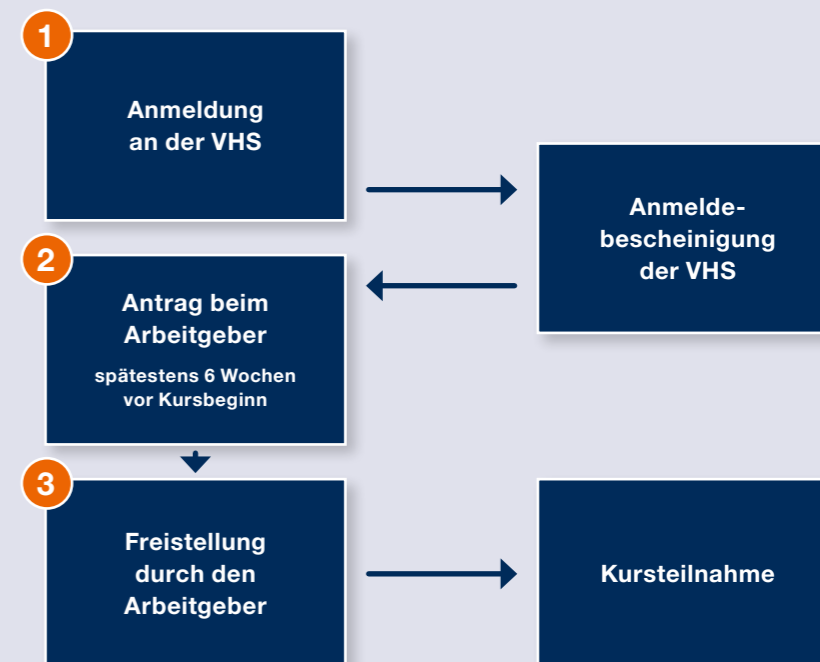 1
Anmeldung
an der VHS
Anmelde-
bescheinigung
der VHS
2
Antrag beim
Arbeitgeber
spätestens 6 Wochen
vor Kursbeginn
3
Freistellung
durch den
Arbeitgeber
Kursteilnahme